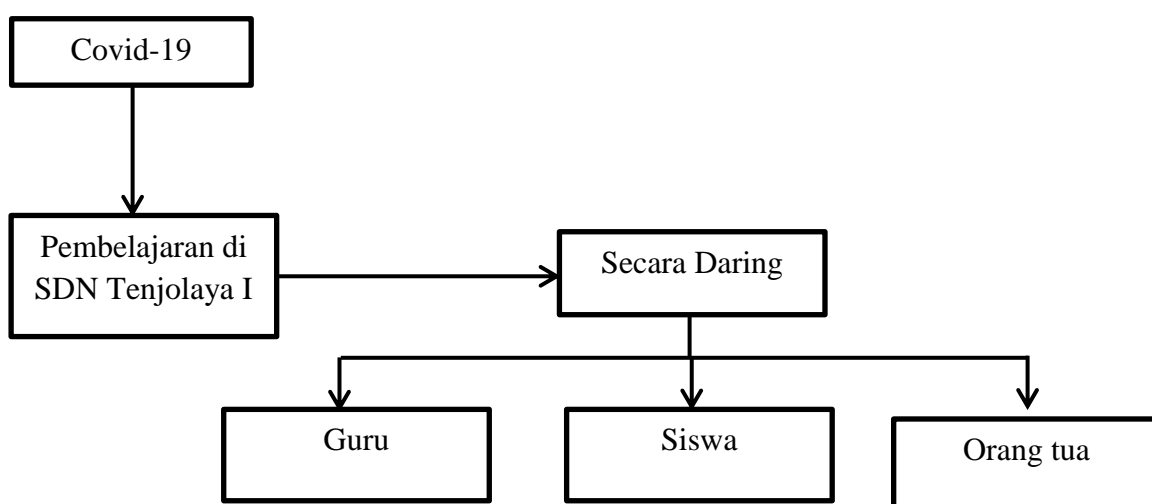 Covid-19
Pembelajaran di
SDN Tenjolaya I
Secara Daring
Guru
Siswa
Orang tua